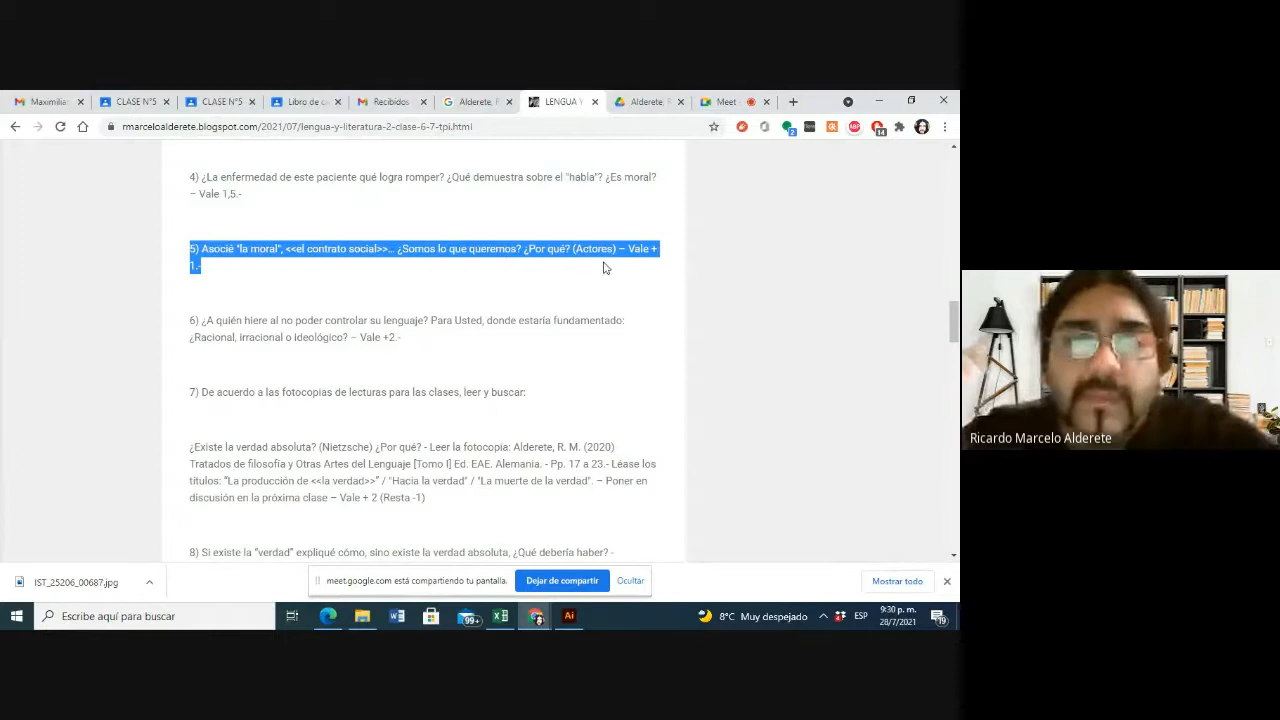 Maximilia
CLASE N°5
CLASE N°5
Libro de c
Recibidos
Alderete, 
LENGUA Y
Alderete, R
Meet -
marceloalderete.blogspot.com/2021/07/lengua-y-literatura-2-clase-6-7-tpi.html
2
ABP
14
4) ¿La enfermedad de este paciente qué logra romper? ¿Qué demuestra sobre el "habla"? ¿Es moral?
– Vale 1,5.-
5) Asocié "la moral", <<el contrato social>>... ¿Somos lo que queremos? ¿Por qué? (Actores) – Vale +
1.-
6) ¿A quién hiere al no poder controlar su lenguaje? Para Usted, donde estaría fundamentado:
¿Racional, irracional o ideológico? – Vale +2.-
7) De acuerdo a las fotocopias de lecturas para las clases, leer y buscar:
¿Existe la verdad absoluta? (Nietzsche) ¿Por qué? - Leer la fotocopia: Alderete, R. M. (2020)
Tratados de filosofía y Otras Artes del Lenguaje [Tomo I] Ed. EAE. Alemania. - Pp. 17 a 23.- Léase los
títulos: "La producción de <<la verdad>>" / "Hacia la verdad" / "La muerte de la verdad". – Poner en
discusión en la próxima clase – Vale + 2 (Resta -1)
8) Si existe la "verdad" expliqué cómo, sino existe la verdad absoluta, ¿Qué debería haber? -
Ricardo Marcelo Alderete
IST_25206_00687.jpg
meet.google.com está compartiendo tu pantalla.
Dejar de compartir
Ocultar
Mostrar todo
Escribe aquí para buscar
99+
Ai
8°C Muy despejado
ESP
9:30 p. m.
28/7/2021
19